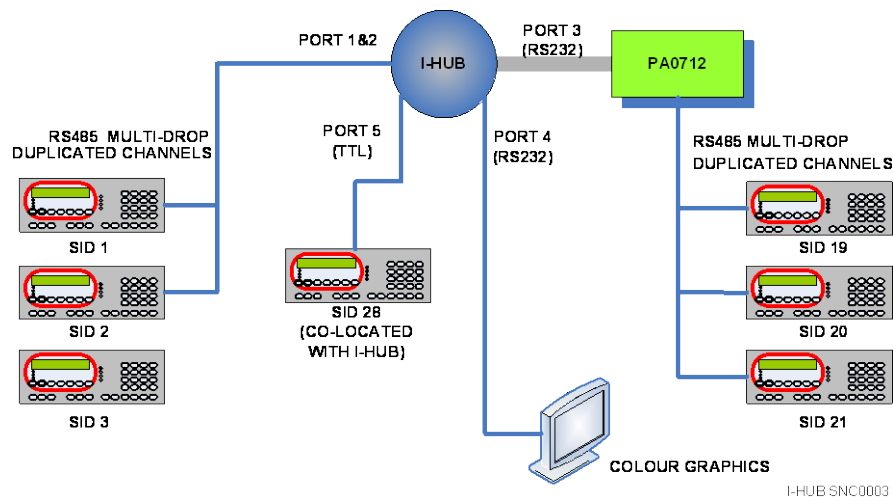 PORT 1&2
I-HUB
PORT 3
(RS232)
PA0712
PORT 5
(TTL)
PORT 4
(RS232)
RS485 MULTI-DROP
DUPLICATED CHANNELS
RS485 MULTI-DROP
DUPLICATED CHANNELS
SID 1
SID 2
SID 3
SID 28
(CO-LOCATED
WITH I-HUB)
SID 19
SID 20
SID 21
COLOUR GRAPHICS
I-HUB SNC0003